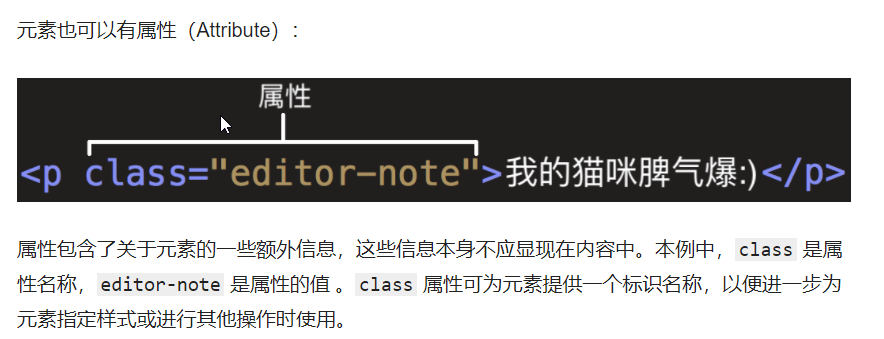 元素也可以有属性（Attribute）：
属性
<p class="editor-note">我的猫咪脾气爆:)</p>
属性包含了关于元素的一些额外信息，这些信息本身不应显现在内容中。本例中，class 是属
性名称，editor-note 是属性的值 。class 属性可为元素提供一个标识名称，以便进一步为
元素指定样式或进行其他操作时使用。